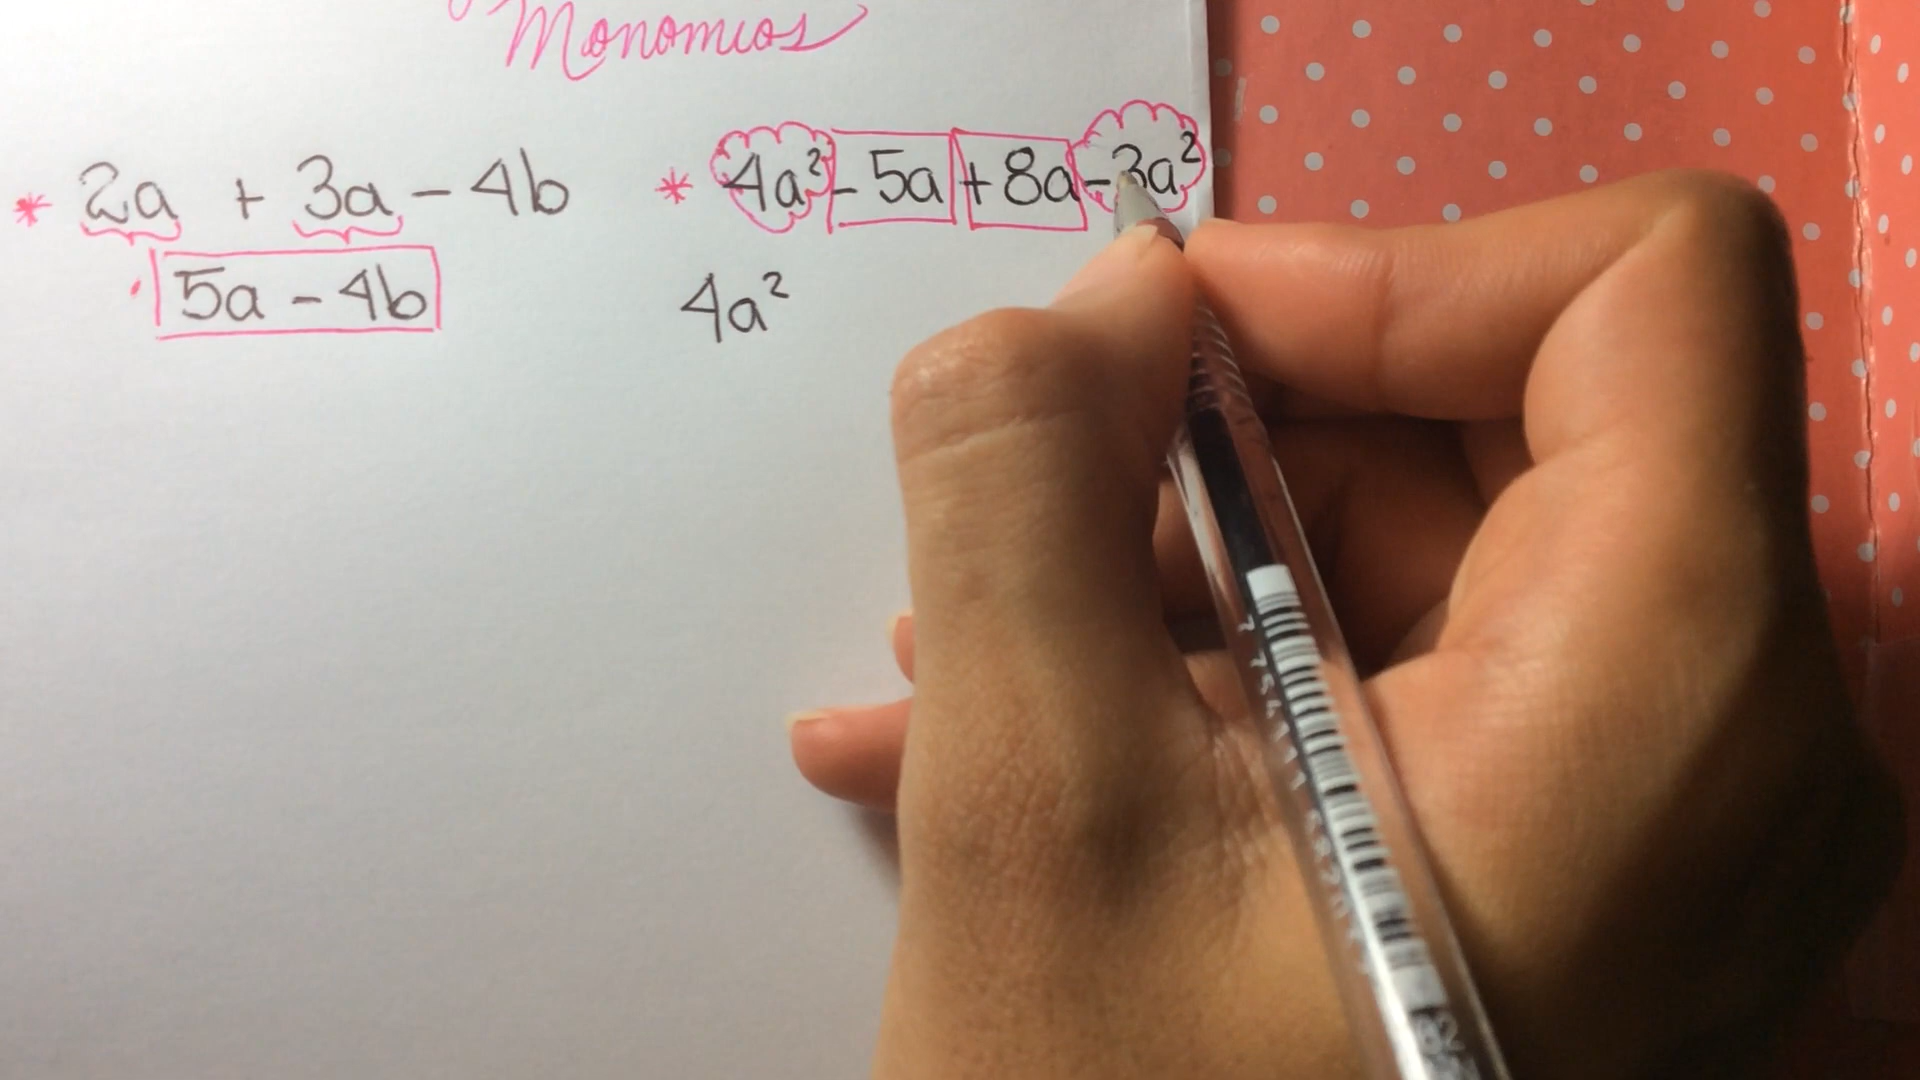 Monomios
* 2a + 3a - 4b
5a - 4b
* 4a² - 5a + 8a - 3a²
4a²